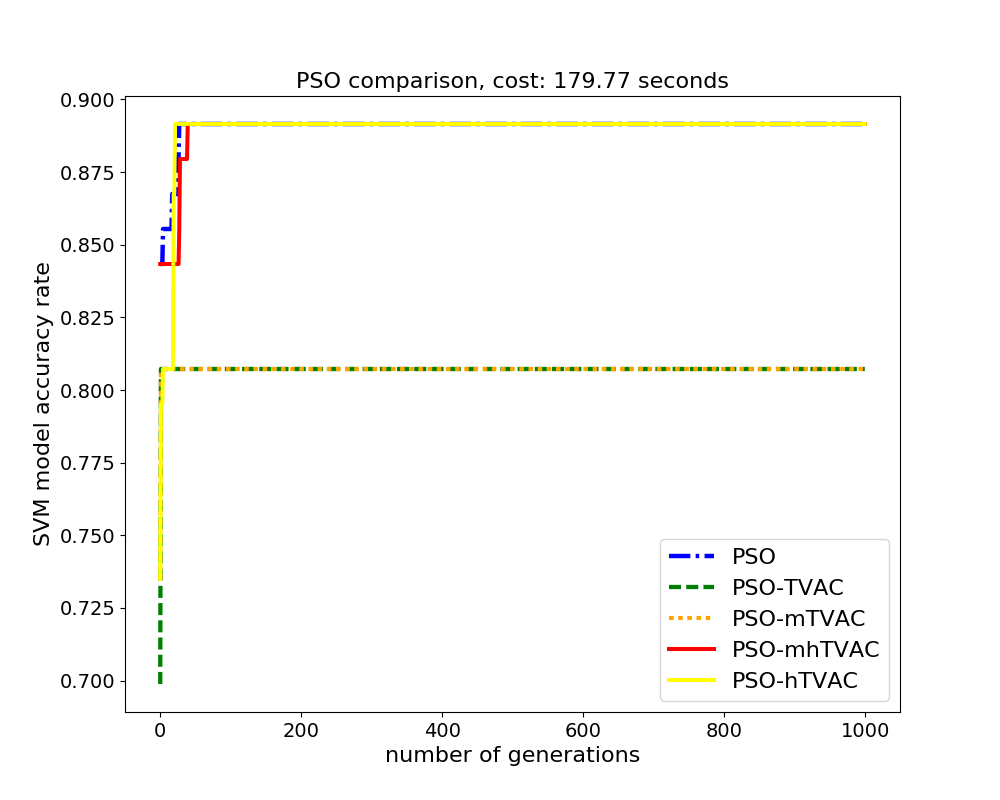 PSO comparison, cost: 179.77 seconds
0.900
0.875
0.850
0.825
0.800
0.775
0.750
0.725
0.700
SVM model accuracy rate
PSO
PSO-TVAC
PSO-mTVAC
PSO-mhTVAC
PSO-hTVAC
0 200 400 600 800 1000
number of generations